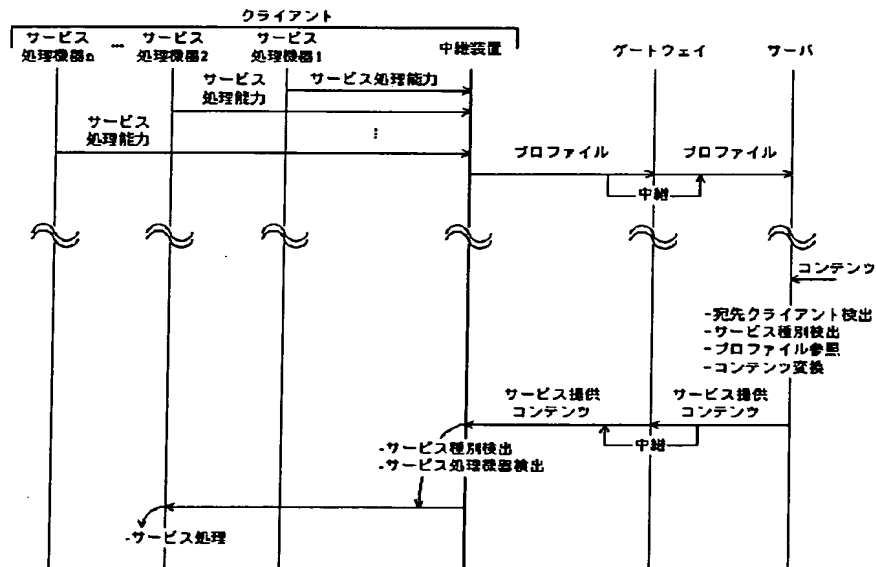 クライアント
サービス
処理機器n
…
サービス
処理機器2
サービス
処理機器1
中継装置
ゲートウェイ
サーバ
サービス処理能力
サービス
処理能力
サービス
処理能力
⋮
プロファイル
プロファイル
中継
コンテンツ
-宛先クライアント検出
-サービス種別検出
-プロファイル参照
-コンテンツ変換
サービス提供
コンテンツ
サービス提供
コンテンツ
中継
-サービス種別検出
-サービス処理機器検出
-サービス処理